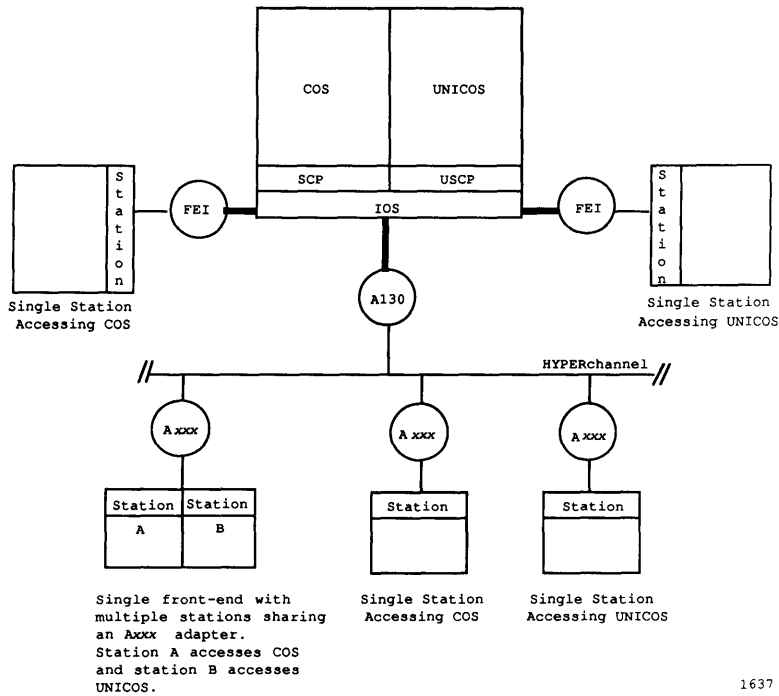 COS
UNICOS
SCP
USCP
IOS
Station
FEI
FEI
Station
Single Station
Accessing COS
A130
Single Station
Accessing UNICOS
HYPERchannel
Axxx
Axxx
Axxx
Station
Station
A
B
Station
Station
Single front-end with
multiple stations sharing
an Axxx adapter.
Station A accesses COS
and station B accesses
UNICOS.
Single Station
Accessing COS
Single Station
Accessing UNICOS
1637